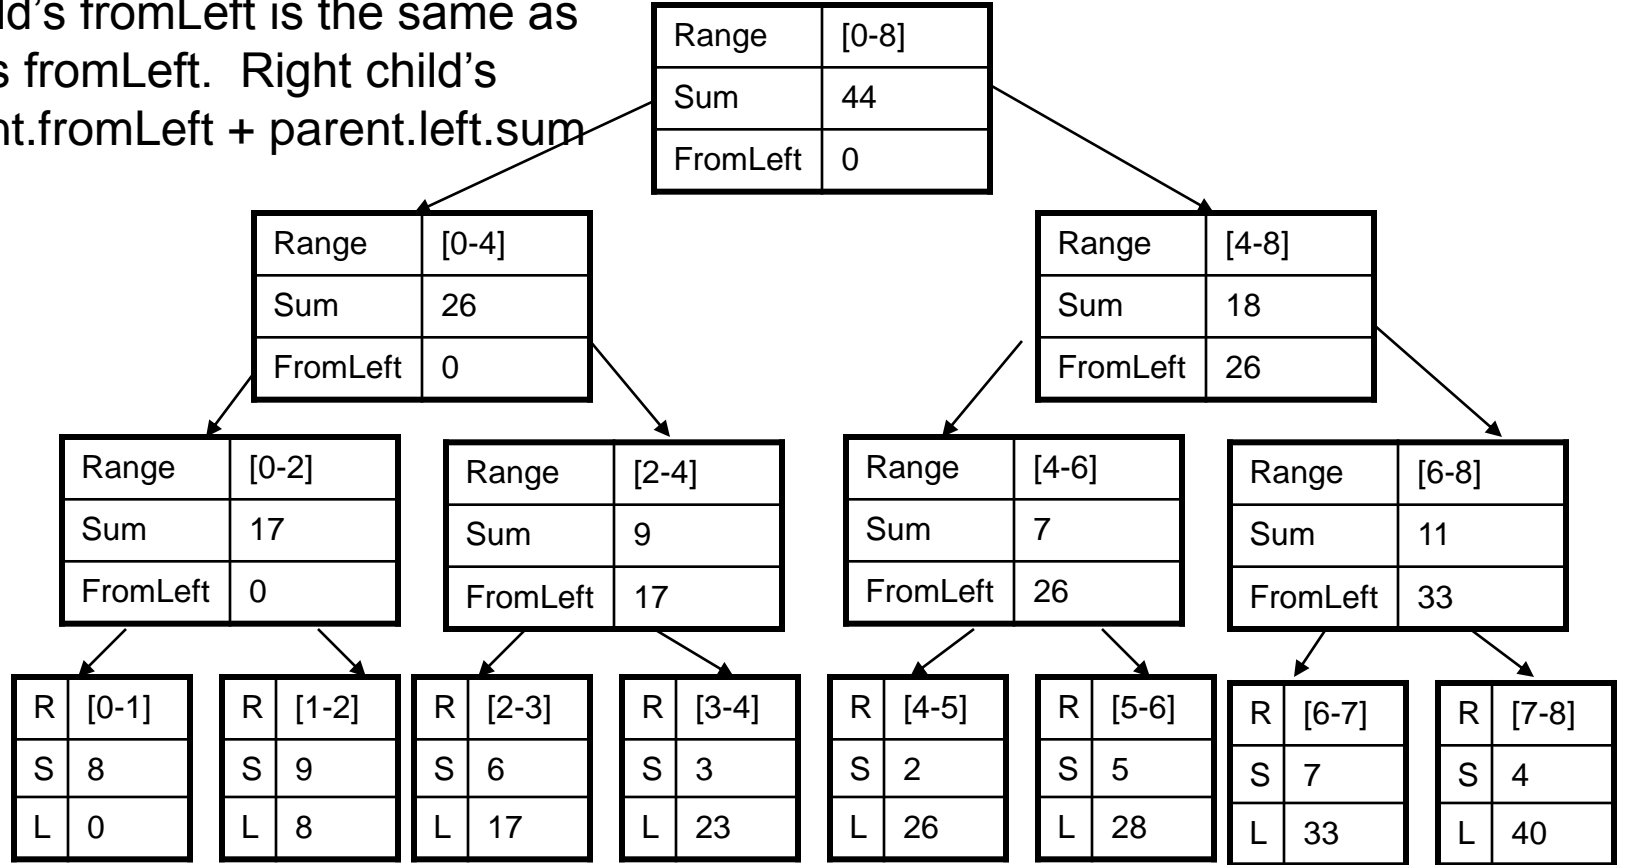 ld's fromLeft is the same as
s fromLeft.  Right child's
nt.fromLeft + parent.left.sum
Range [0-8]
Sum 44
FromLeft 0
Range [0-4]
Sum 26
FromLeft 0
Range [4-8]
Sum 18
FromLeft 26
Range [0-2]
Sum 17
FromLeft 0
Range [2-4]
Sum 9
FromLeft 17
Range [4-6]
Sum 7
FromLeft 26
Range [6-8]
Sum 11
FromLeft 33
R [0-1]
S 8
L 0
R [1-2]
S 9
L 8
R [2-3]
S 6
L 17
R [3-4]
S 3
L 23
R [4-5]
S 2
L 26
R [5-6]
S 5
L 28
R [6-7]
S 7
L 33
R [7-8]
S 4
L 40